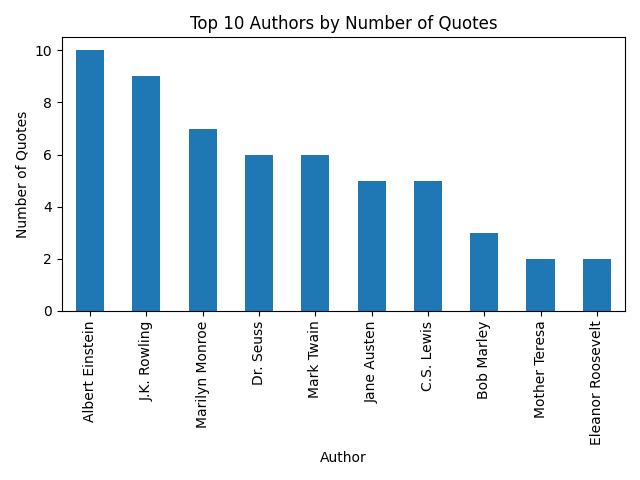 Top 10 Authors by Number of Quotes
Number of Quotes
10
8
6
4
2
0
Albert Einstein
J.K. Rowling
Marilyn Monroe
Dr. Seuss
Mark Twain
Jane Austen
C.S. Lewis
Bob Marley
Mother Teresa
Eleanor Roosevelt
Author